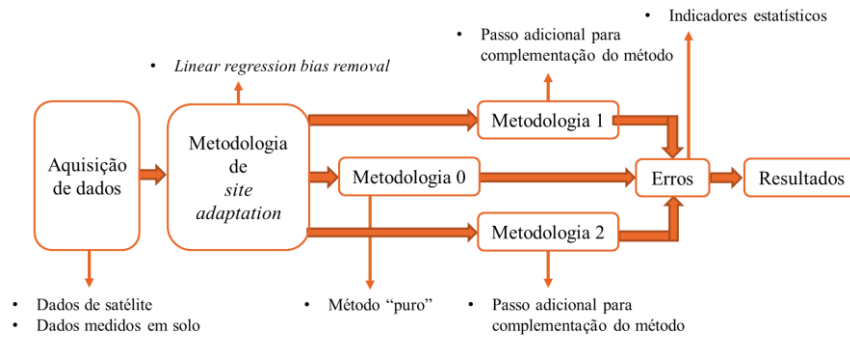 • Indicadores estatísticos
• Passo adicional para
complementação do método
• Linear regression bias removal
Aquisição
de dados
Metodologia
de
site
adaptation
Metodologia 1
Metodologia 0
Metodologia 2
Erros
Resultados
• Dados de satélite
• Dados medidos em solo
• Método “puro”
• Passo adicional para
complementação do método